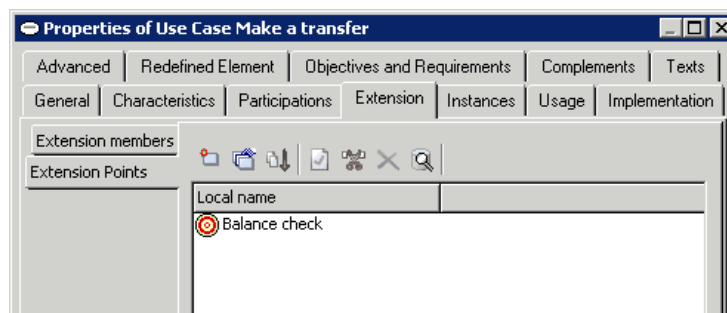 Properties of Use Case Make a transfer
Advanced Redefined Element Objectives and Requirements Complements Texts
General Characteristics Participations Extension Instances Usage Implementation
Extension members
Extension Points
Local name
Balance check